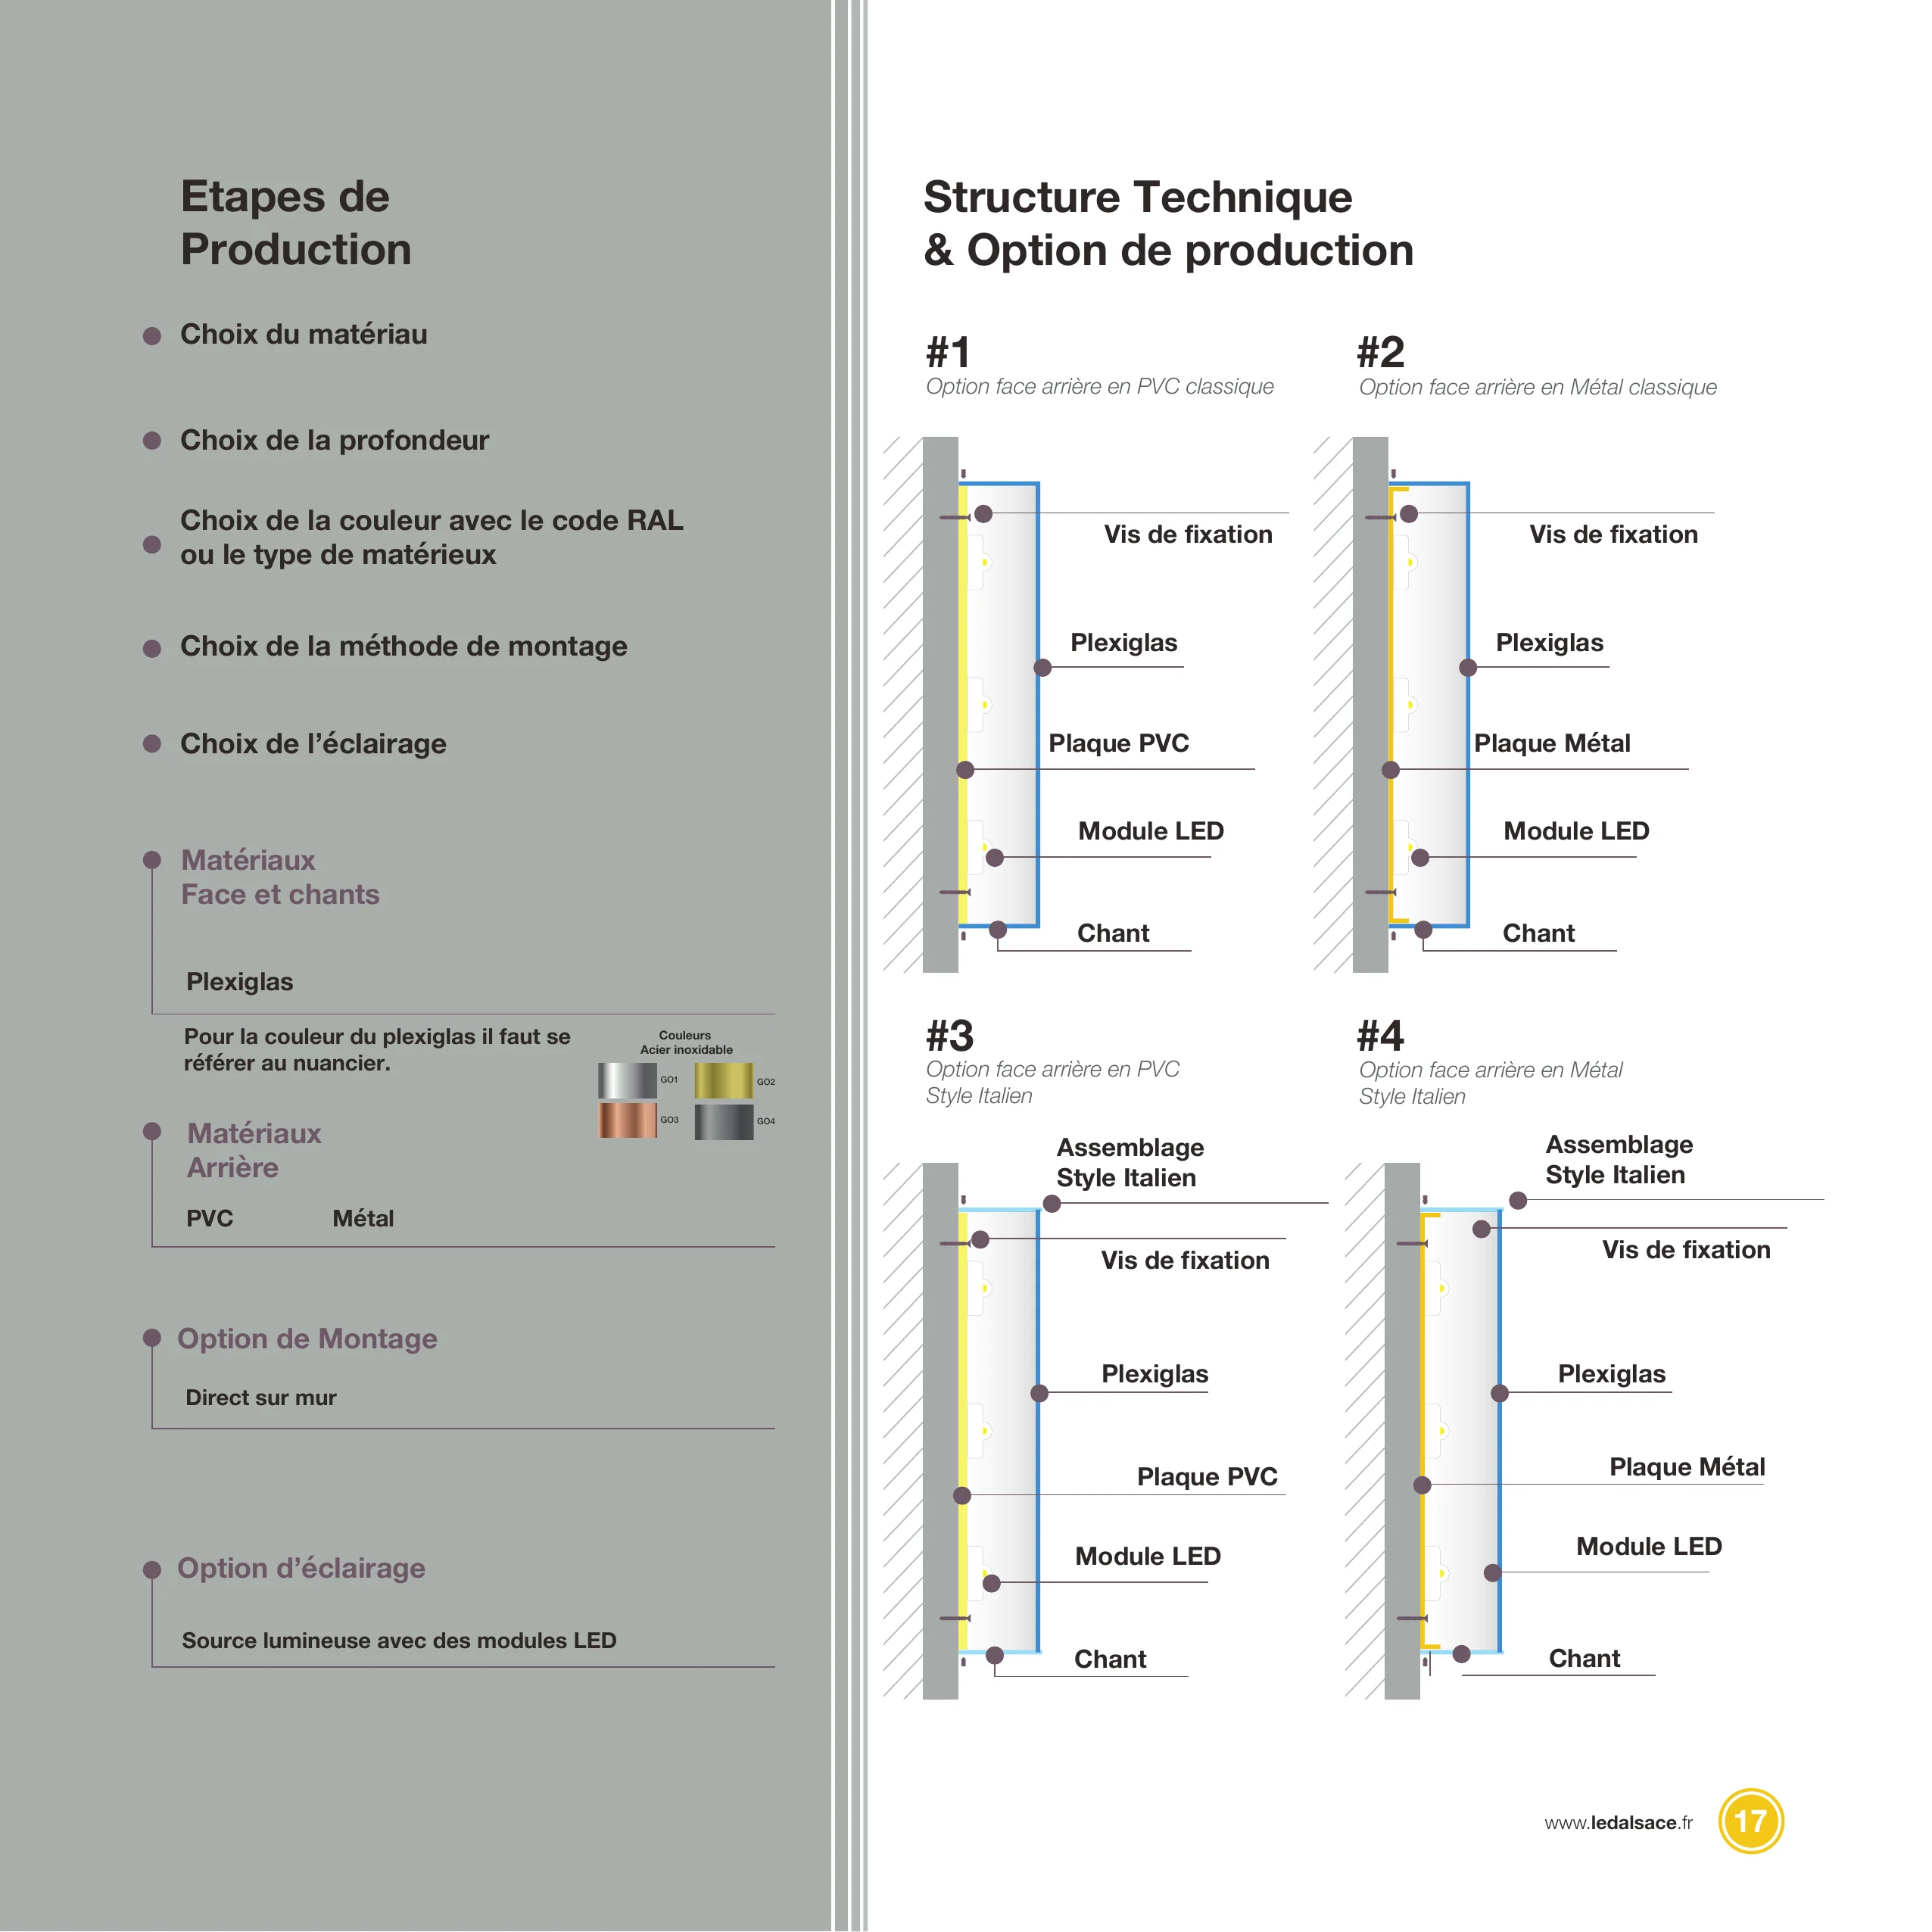 Etapes de
Production
Choix du matériau
Choix de la profondeur
Choix de la couleur avec le code RAL
ou le type de matérieux
Choix de la méthode de montage
Choix de l’éclairage
Matériaux
Face et chants
Plexiglas
Pour la couleur du plexiglas il faut se
référer au nuancier.
Couleurs
Acier inoxidable
GO1
GO2
GO3
GO4
Matériaux
Arrière
PVC Métal
Option de Montage
Direct sur mur
Option d’éclairage
Source lumineuse avec des modules LED
Structure Technique
& Option de production
#1
Option face arrière en PVC classique
Vis de fixation
Plexiglas
Plaque PVC
Module LED
Chant
#2
Option face arrière en Métal classique
Vis de fixation
Plexiglas
Plaque Métal
Module LED
Chant
#3
Option face arrière en PVC
Style Italien
Assemblage
Style Italien
Vis de fixation
Plexiglas
Plaque PVC
Module LED
Chant
#4
Option face arrière en Métal
Style Italien
Assemblage
Style Italien
Vis de fixation
Plexiglas
Plaque Métal
Module LED
Chant
www.ledalsace.fr
17